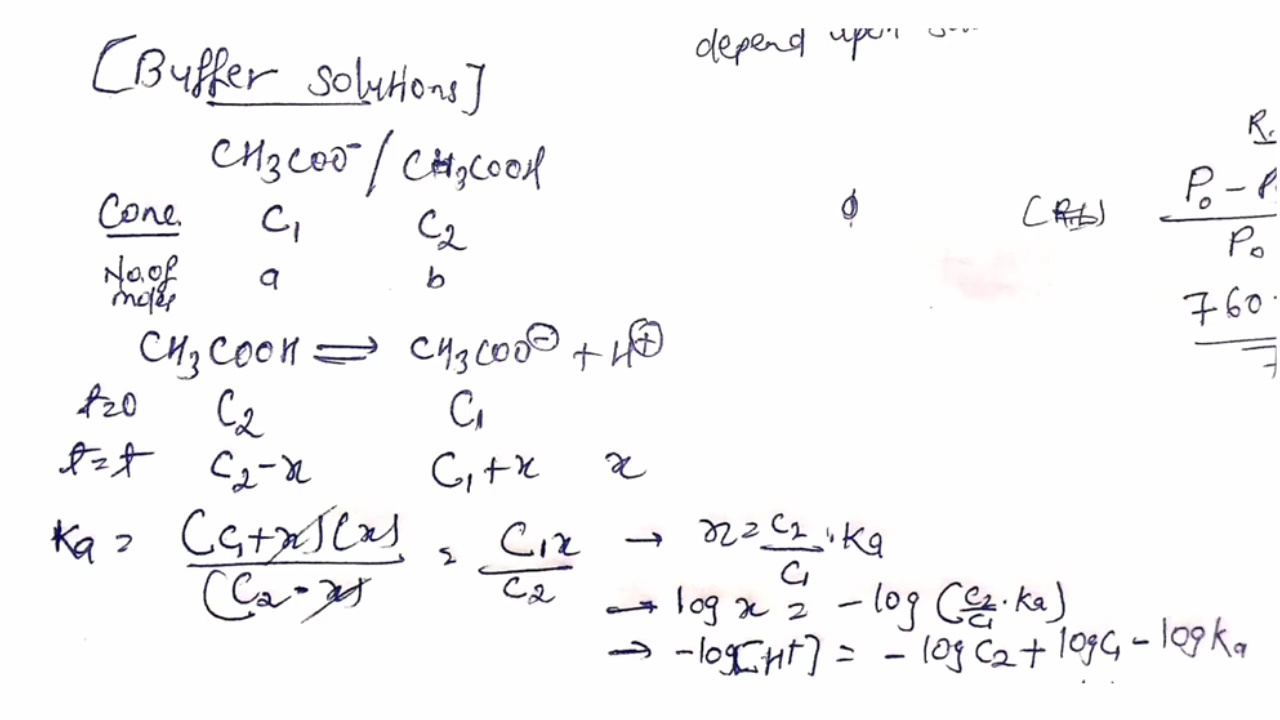 [Buffer solutions]
depend upon
CH3COO⁻ / CH3COOH
Conc. C1 C2
No. of moles a b
P0 - P
P0
760
CH3COOH ⇌ CH3COO⊖ + H⊕
t=0 C2 C1
t=t C2-x C1+x x
Ka = (C1+x)(x) / (C2-x) = C1x / C2 → x = C2/C1 . Ka
→ log x = -log (C2/C1 . Ka)
→ -log[H+] = -log C2 + log C1 - log Ka